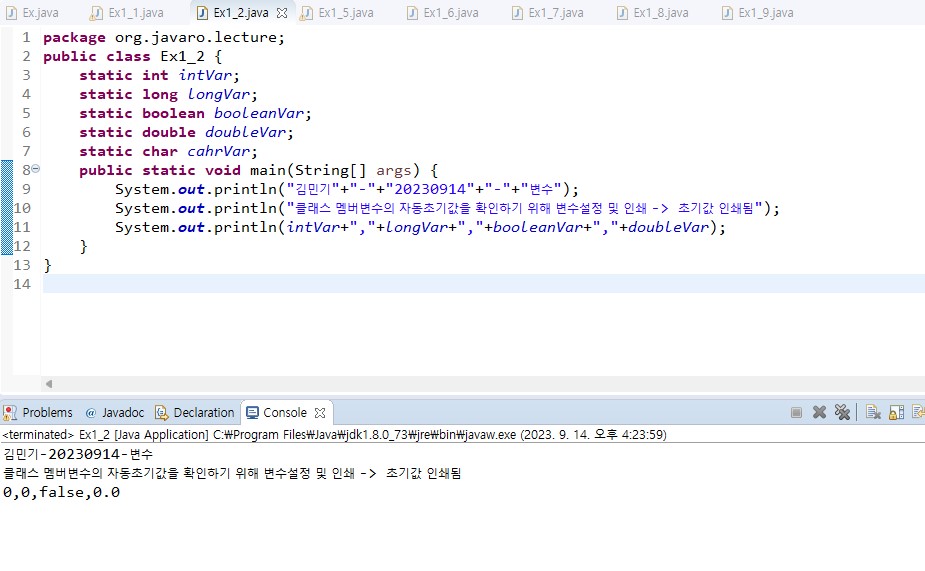 Ex.java Ex1_1.java Ex1_2.java Ex1_5.java Ex1_6.java Ex1_7.java Ex1_8.java Ex1_9.java
1 package org.javaro.lecture;
2 public class Ex1_2 {
3 static int intVar;
4 static long longVar;
5 static boolean booleanVar;
6 static double doubleVar;
7 static char cahrVar;
8 public static void main(String[] args) {
9 System.out.println("김민기"+"-"+"20230914"+"-"+"변수");
10 System.out.println("클래스 멤버변수의 자동초기값을 확인하기 위해 변수설정 및 인쇄 -> 초기값 인쇄됨");
11 System.out.println(intVar+","+longVar+","+booleanVar+","+doubleVar);
12 }
13 }
14
Problems @ Javadoc Declaration Console
<terminated> Ex1_2 [Java Application] C:₩Program Files₩Java₩jdk1.8.0_73₩jre₩bin₩javaw.exe (2023. 9. 14. 오후 4:23:59)
김민기-20230914-변수
클래스 멤버변수의 자동초기값을 확인하기 위해 변수설정 및 인쇄 -> 초기값 인쇄됨
0,0,false,0.0